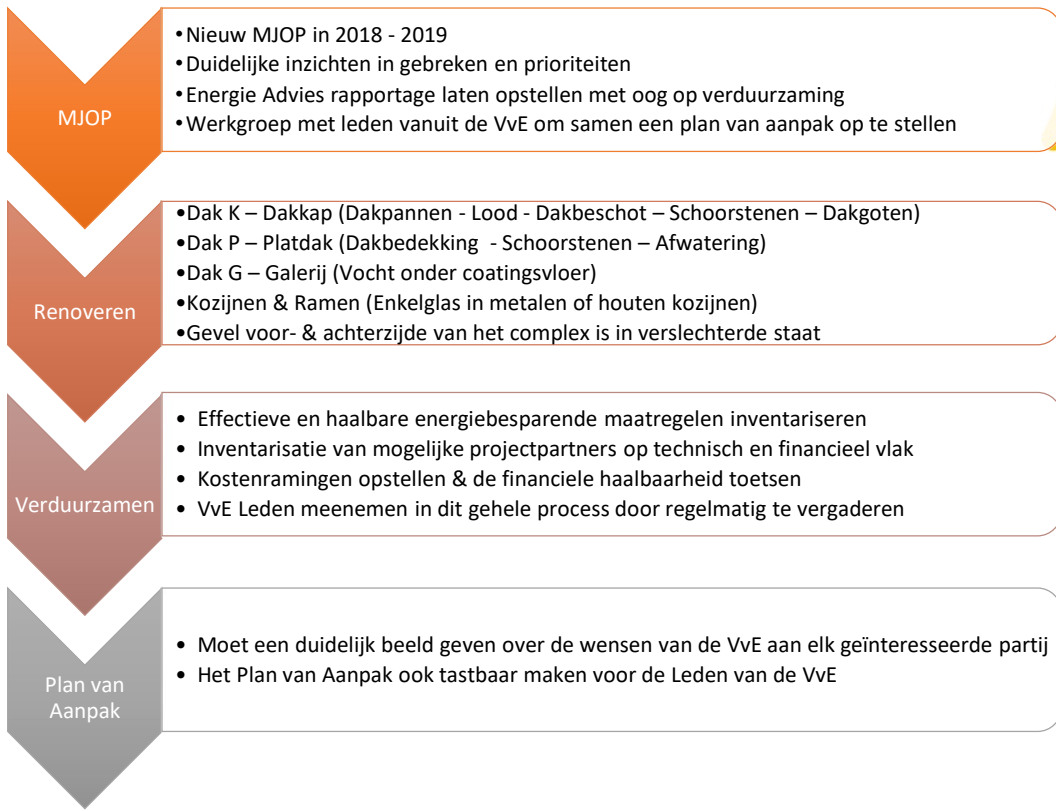 MJOP
•Nieuw MJOP in 2018 - 2019
•Duidelijke inzichten in gebreken en prioriteiten
•Energie Advies rapportage laten opstellen met oog op verduurzaming
•Werkgroep met leden vanuit de VvE om samen een plan van aanpak op te stellen
Renoveren
•Dak K – Dakkap (Dakpannen - Lood - Dakbeschot – Schoorstenen – Dakgoten)
•Dak P – Platdak (Dakbedekking - Schoorstenen – Afwatering)
•Dak G – Galerij (Vocht onder coatingsvloer)
•Kozijnen & Ramen (Enkelglas in metalen of houten kozijnen)
•Gevel voor- & achterzijde van het complex is in verslechterde staat
Verduurzamen
• Effectieve en haalbare energiebesparende maatregelen inventariseren
• Inventarisatie van mogelijke projectpartners op technisch en financieel vlak
• Kostenramingen opstellen & de financiele haalbaarheid toetsen
• VvE Leden meenemen in dit gehele process door regelmatig te vergaderen
Plan van
Aanpak
• Moet een duidelijk beeld geven over de wensen van de VvE aan elk geïnteresseerde partij
• Het Plan van Aanpak ook tastbaar maken voor de Leden van de VvE